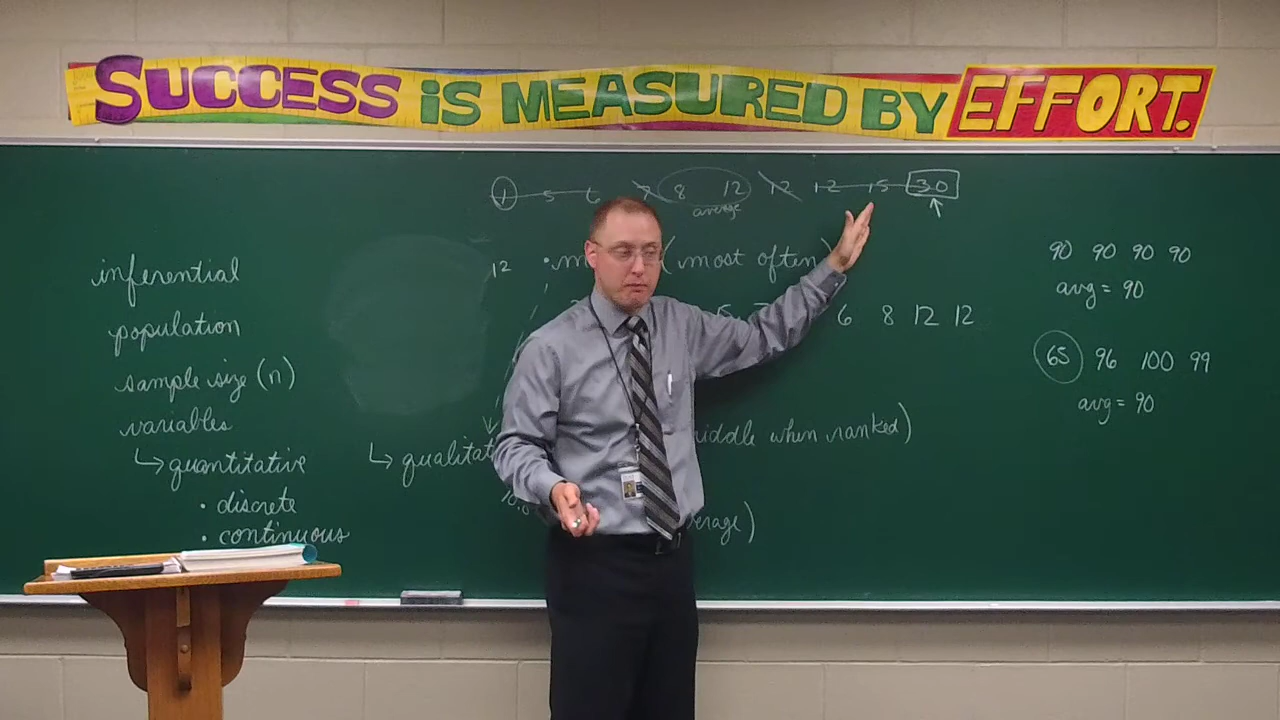 SUCCESS IS MEASURED BY EFFORT.
1 5 6 7 8 12 12 12 15 30
average
inferential
population
sample size (n)
variables
↳ quantitative
• discrete
• continuous
12
• (most often)
6 8 12 12
↳
middle when ranked)
90 90 90 90
avg = 90
65 96 100 99
avg = 90